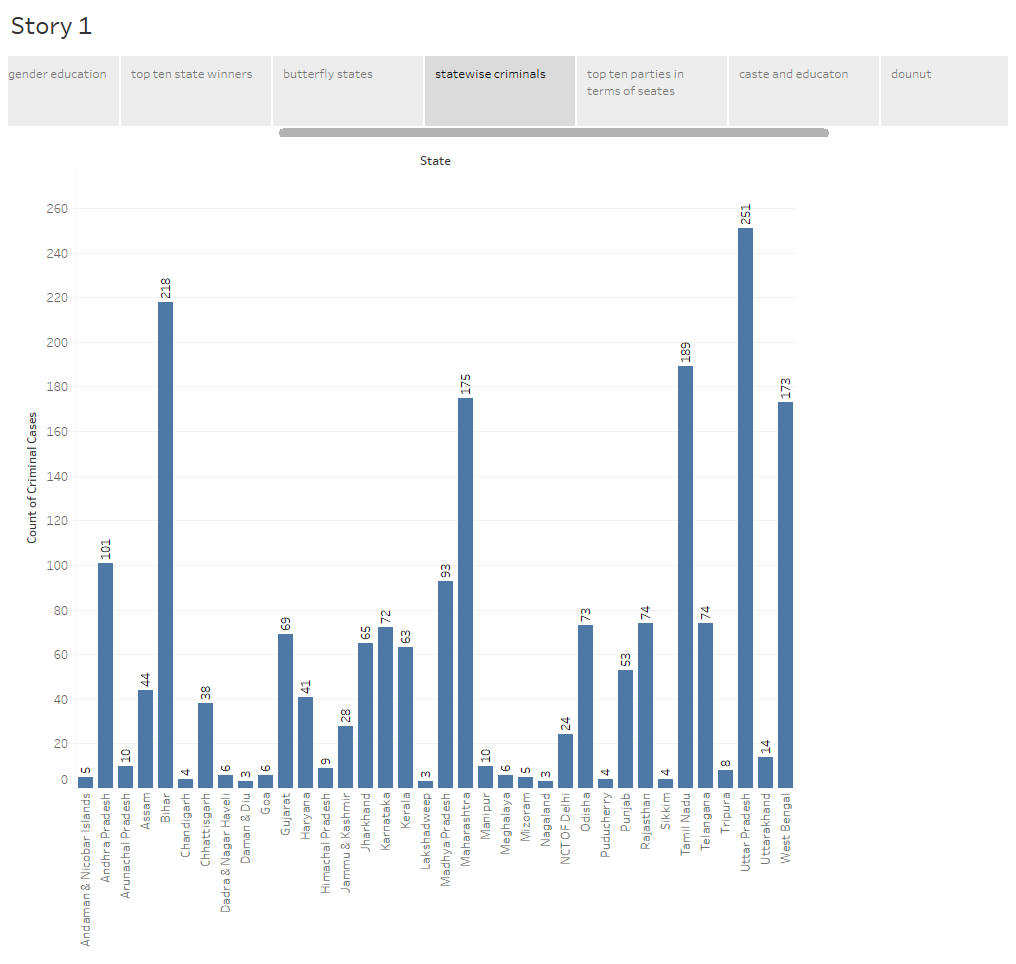 Story 1
gender education
top ten state winners
butterfly states
statewise criminals
top ten parties in
terms of seates
caste and educaton
dounut
State
Count of Criminal Cases
260
240
220
200
180
160
140
120
100
80
60
40
20
0
5
101
10
44
218
4
38
6
3
6
69
41
9
28
65
72
63
3
93
175
10
6
5
3
24
73
4
53
74
4
189
74
8
251
14
173
Andaman & Nicobar Islands
Andhra Pradesh
Arunachal Pradesh
Assam
Bihar
Chandigarh
Chhattisgarh
Dadra & Nagar Haveli
Daman & Diu
Goa
Gujarat
Haryana
Himachal Pradesh
Jammu & Kashmir
Jharkhand
Karnataka
Kerala
Lakshadweep
Madhya Pradesh
Maharashtra
Manipur
Meghalaya
Mizoram
Nagaland
NCT OF Delhi
Odisha
Puducherry
Punjab
Rajasthan
Sikkim
Tamil Nadu
Telangana
Tripura
Uttar Pradesh
Uttarakhand
West Bengal